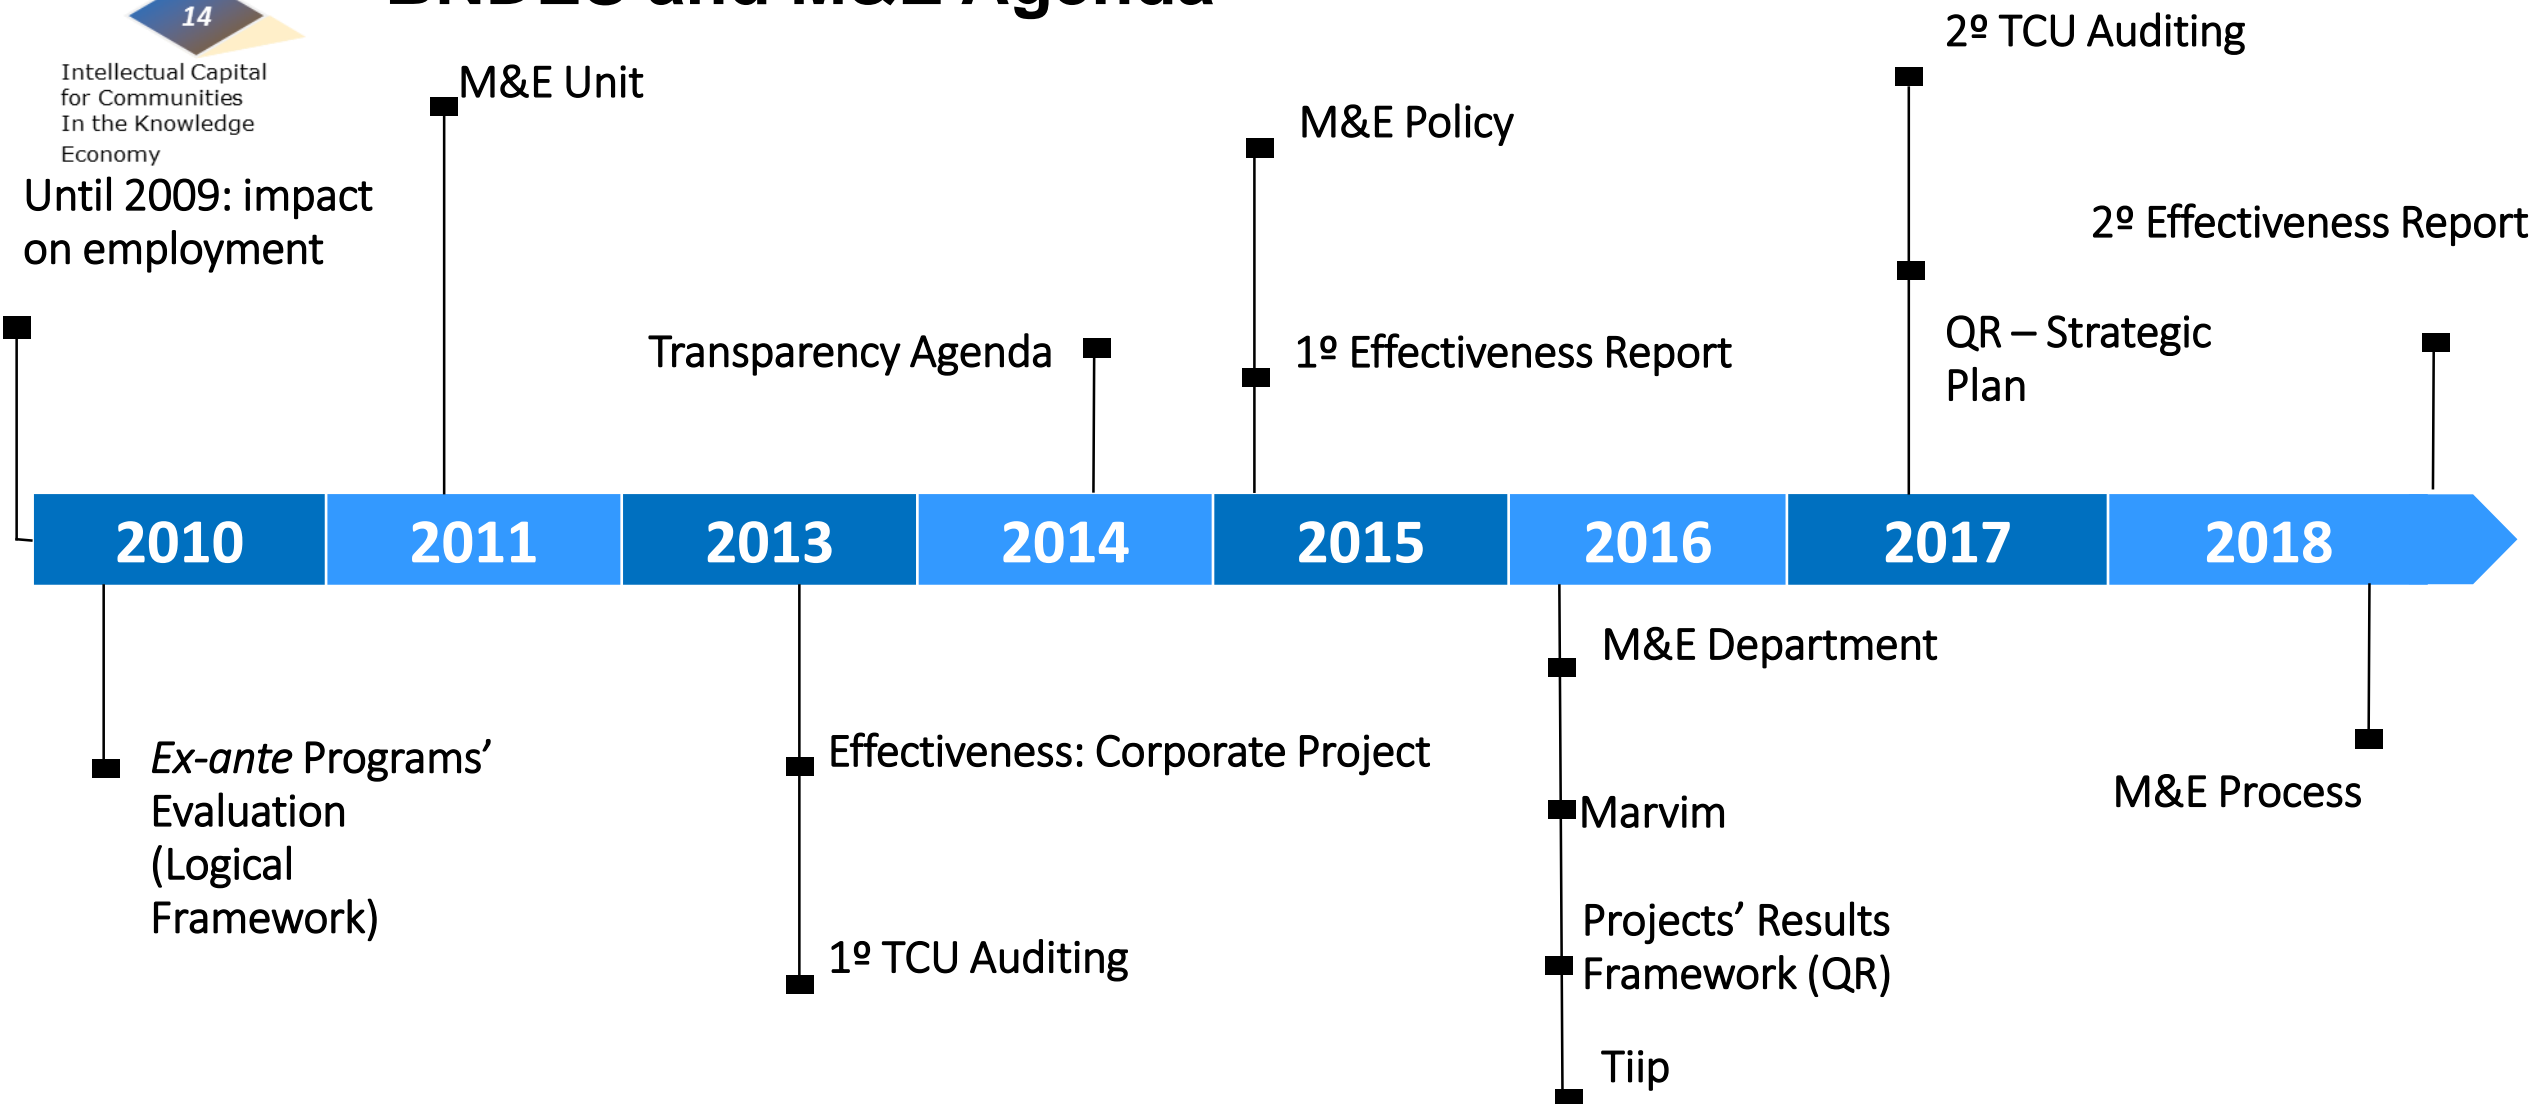 BNDES and M&E Agenda
14
Intellectual Capital
for Communities
In the Knowledge
Economy
Until 2009: impact
on employment
M&E Unit
Transparency Agenda
M&E Policy
1º Effectiveness Report
2º TCU Auditing
2º Effectiveness Report
QR – Strategic
Plan
2010
2011
2013
2014
2015
2016
2017
2018
Ex-ante Programs’
Evaluation
(Logical
Framework)
Effectiveness: Corporate Project
1º TCU Auditing
M&E Department
Marvim
Projects’ Results
Framework (QR)
Tiip
M&E Process